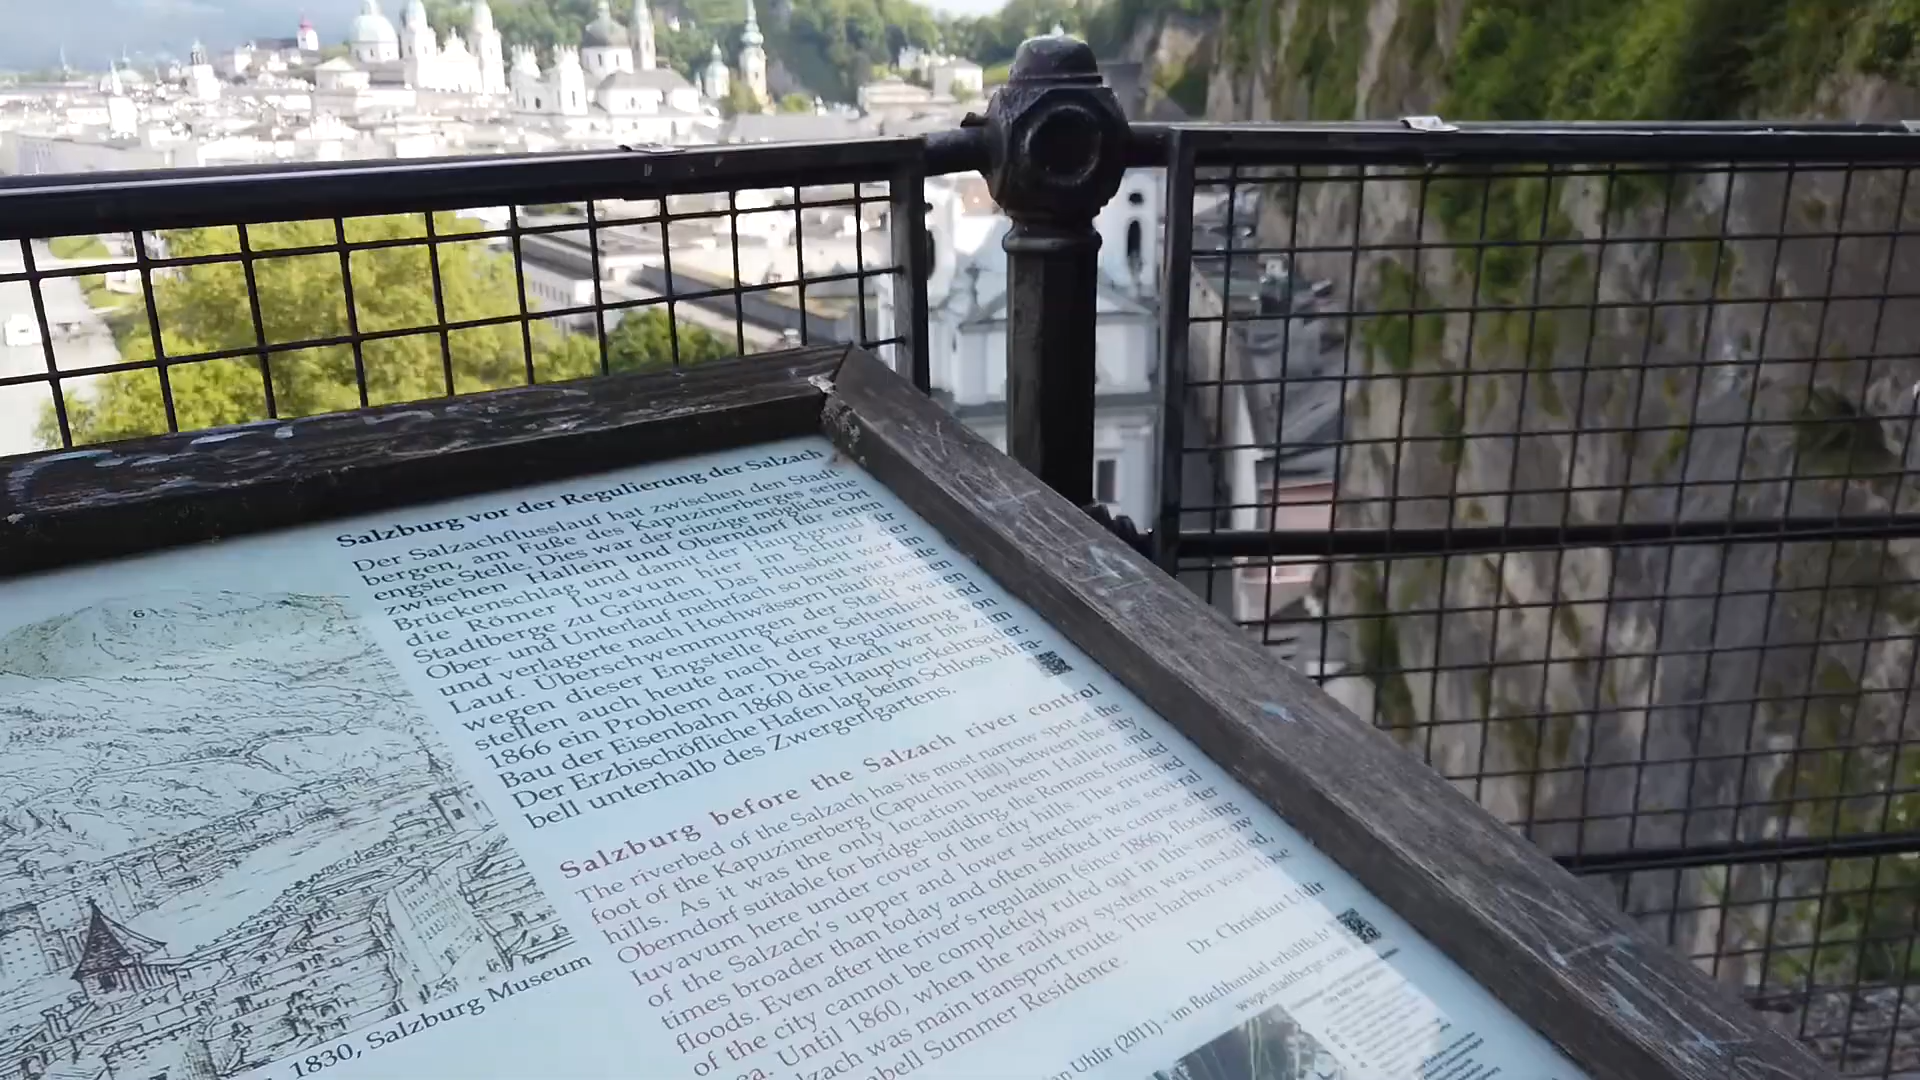 Salzburg vor der Regulierung der Salzach
Der Salzachflusslauf hat zwischen den Stadt-
bergen, am Fuße des Kapuzinerberges seine
engste Stelle. Dies war der einzige mögliche Ort
zwischen Hallein und Oberndorf für einen
Brückenschlag und damit der Hauptgrund für
die Römer Iuvavum hier im Schutz der
Stadtberge zu Gründen. Das Flussbett war im
Ober- und Unterlauf mehrfach so breit wie heute
und verlagerte nach Hochwässern häufig seinen
Lauf. Überschwemmungen der Stadt waren
wegen dieser Engstelle keine Seltenheit und
stellen auch heute nach der Regulierung von
1866 ein Problem dar. Die Salzach war bis zum
Bau der Eisenbahn 1860 die Hauptverkehrsader.
Der Erzbischöfliche Hafen lag beim Schloss Mira-
bell unterhalb des Zwergerlgartens.
Salzburg before the Salzach river control
The riverbed of the Salzach has its most narrow spot at the
foot of the Kapuzinerberg (Capuchin Hill) between the city
hills. As it was the only location between Hallein and
Oberndorf suitable for bridge-building, the Romans founded
Iuvavum here under cover of the city hills. The riverbed
of the Salzach's upper and lower stretches was several
times broader than today and often shifted its course after
floods. Even after the river's regulation (since 1866), flooding
of the city cannot be completely ruled out in this narrow
Until 1860, when the railway system was installed,
was main transport route. The harbor was
Summer Residence.
Dr. Christian Uhlir
Uhlir (2011) - im Buchhandel erhältlich!
www.stadtberge.com
6
1830, Salzburg Museum